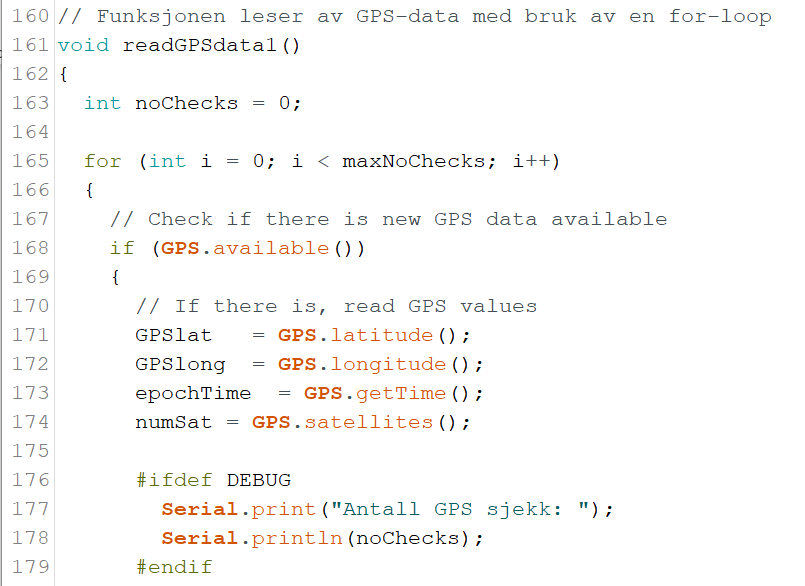 160 // Funksjonen leser av GPS-data med bruk av en for-loop
161 void readGPSdata1()
162 {
163   int noChecks = 0;
164
165   for (int i = 0; i < maxNoChecks; i++)
166   {
167     // Check if there is new GPS data available
168     if (GPS.available())
169     {
170       // If there is, read GPS values
171       GPSlat   = GPS.latitude();
172       GPSlong  = GPS.longitude();
173       epochTime  = GPS.getTime();
174       numSat = GPS.satellites();
175
176       #ifdef DEBUG
177         Serial.print("Antall GPS sjekk: ");
178         Serial.println(noChecks);
179       #endif